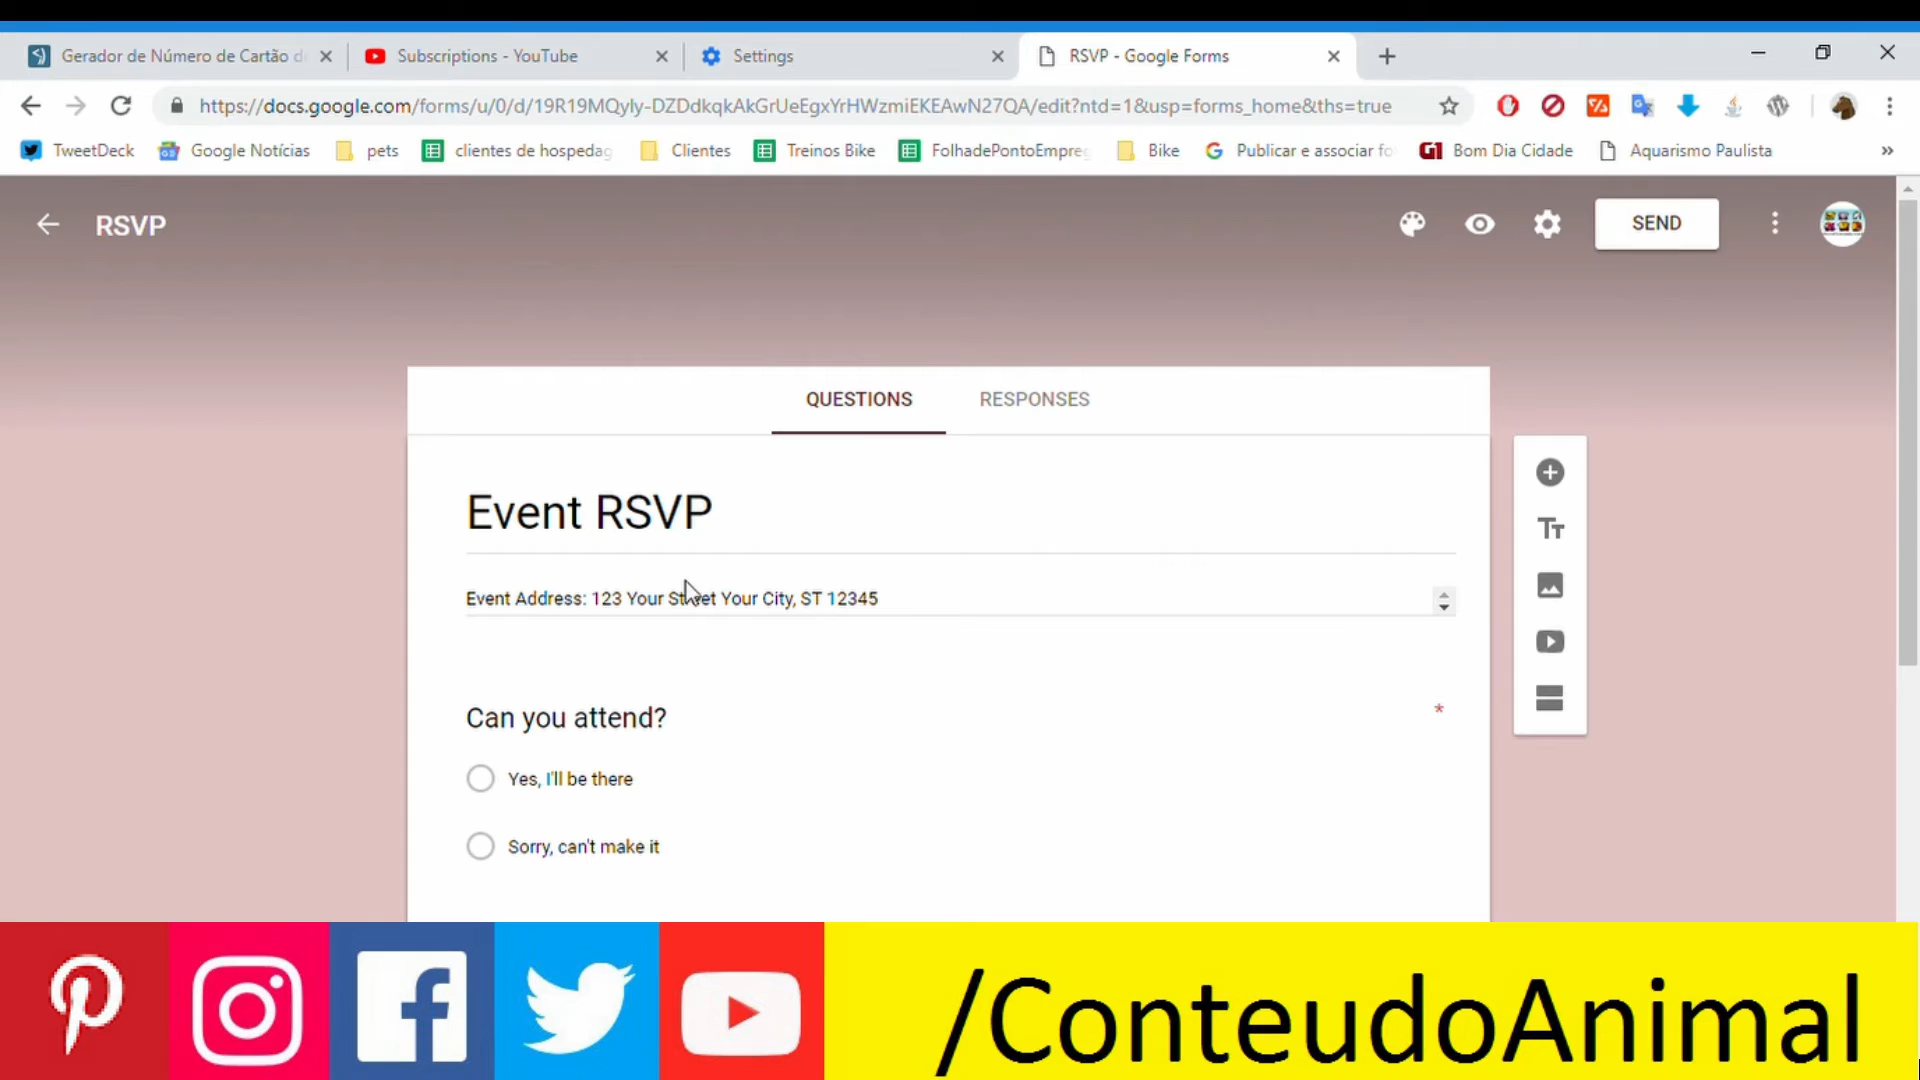 Gerador de Número de Cartão d
Subscriptions - YouTube
Settings
RSVP - Google Forms
https://docs.google.com/forms/u/0/d/19R19MQyly-DZDdkqkAkGrUeEgxYrHWzmiEKEAwN27QA/edit?ntd=1&usp=forms_home&ths=true
TweetDeck
Google Notícias
pets
clientes de hospedag
Clientes
Treinos Bike
FolhadePontoEmpre
Bike
Publicar e associar fo
G1
Bom Dia Cidade
Aquarismo Paulista
RSVP
SEND
QUESTIONS
RESPONSES
Event RSVP
Event Address: 123 Your Street Your City, ST 12345
Can you attend? *
Yes, I'll be there
Sorry, can't make it
/ConteudoAnimal